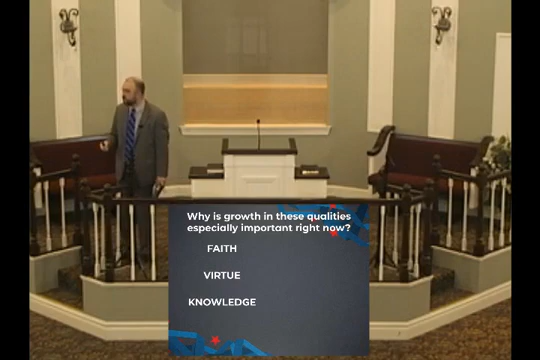 Why is growth in these qualities
especially important right now?
FAITH
VIRTUE
KNOWLEDGE